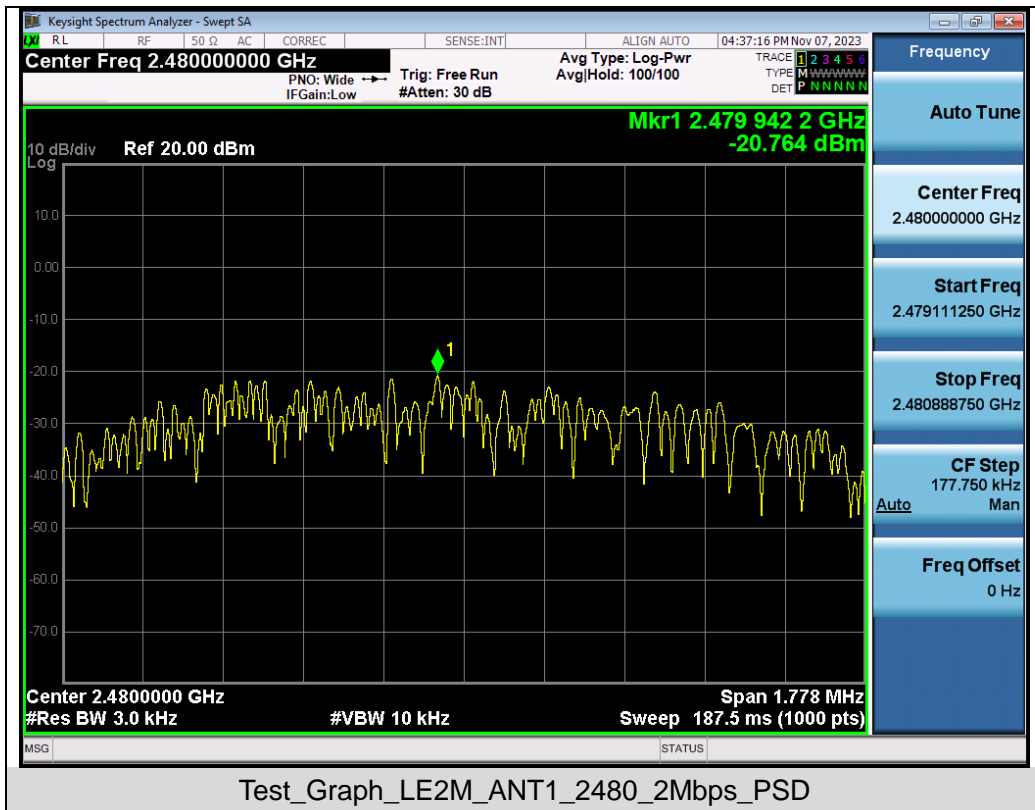 Keysight Spectrum Analyzer - Swept SA
LXI RL RF 50 Ω AC CORREC SENSE:INT ALIGN AUTO 04:37:16 PM Nov 07, 2023
Center Freq 2.480000000 GHz
PNO: Wide
IFGain:Low
Trig: Free Run
#Atten: 30 dB
Avg Type: Log-Pwr
Avg|Hold: 100/100
TRACE 1 2 3 4 5 6
TYPE M W W W W W
DET P N N N N N
Mkr1 2.479 942 2 GHz
-20.764 dBm
10 dB/div Ref 20.00 dBm
Log
10.0
0.00
-10.0
-20.0
-30.0
-40.0
-50.0
-60.0
-70.0
1
Center 2.4800000 GHz Span 1.778 MHz
#Res BW 3.0 kHz #VBW 10 kHz Sweep 187.5 ms (1000 pts)
MSG STATUS
Frequency
Auto Tune
Center Freq
2.480000000 GHz
Start Freq
2.479111250 GHz
Stop Freq
2.480888750 GHz
CF Step
177.750 kHz
Auto Man
Freq Offset
0 Hz
Test_Graph_LE2M_ANT1_2480_2Mbps_PSD